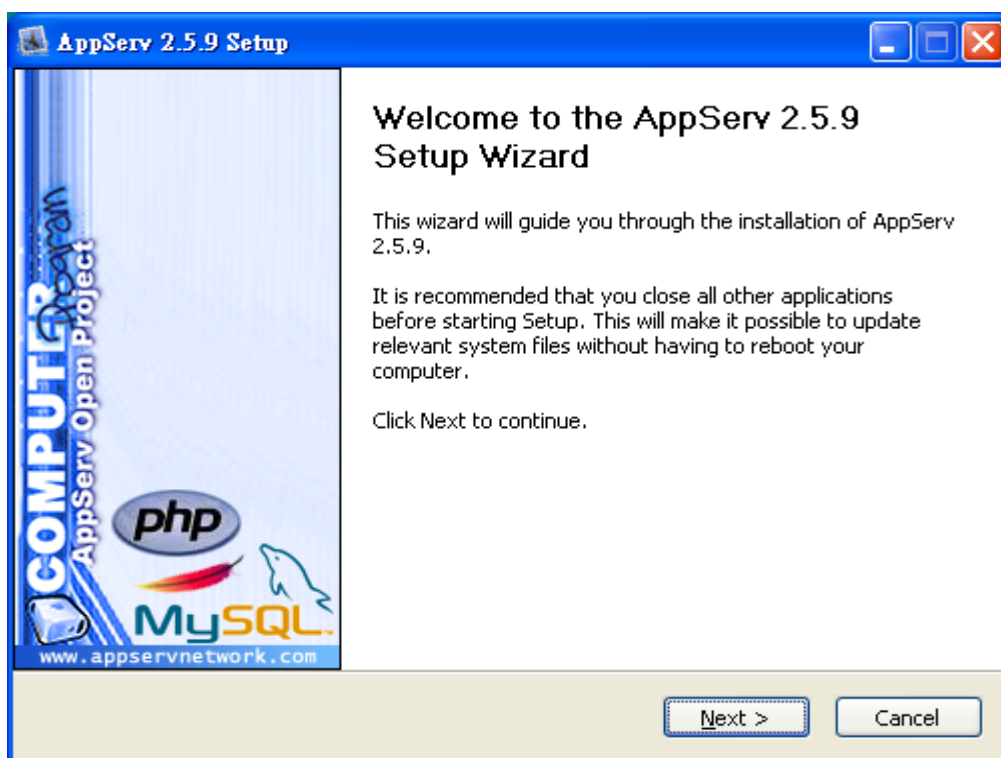 AppServ 2.5.9 Setup
Welcome to the AppServ 2.5.9
Setup Wizard
This wizard will guide you through the installation of AppServ
2.5.9.
It is recommended that you close all other applications
before starting Setup. This will make it possible to update
relevant system files without having to reboot your
computer.
Click Next to continue.
COMPUTER
Program
AppServ Open Project
php
MySQL
www.appservnetwork.com
Next >
Cancel